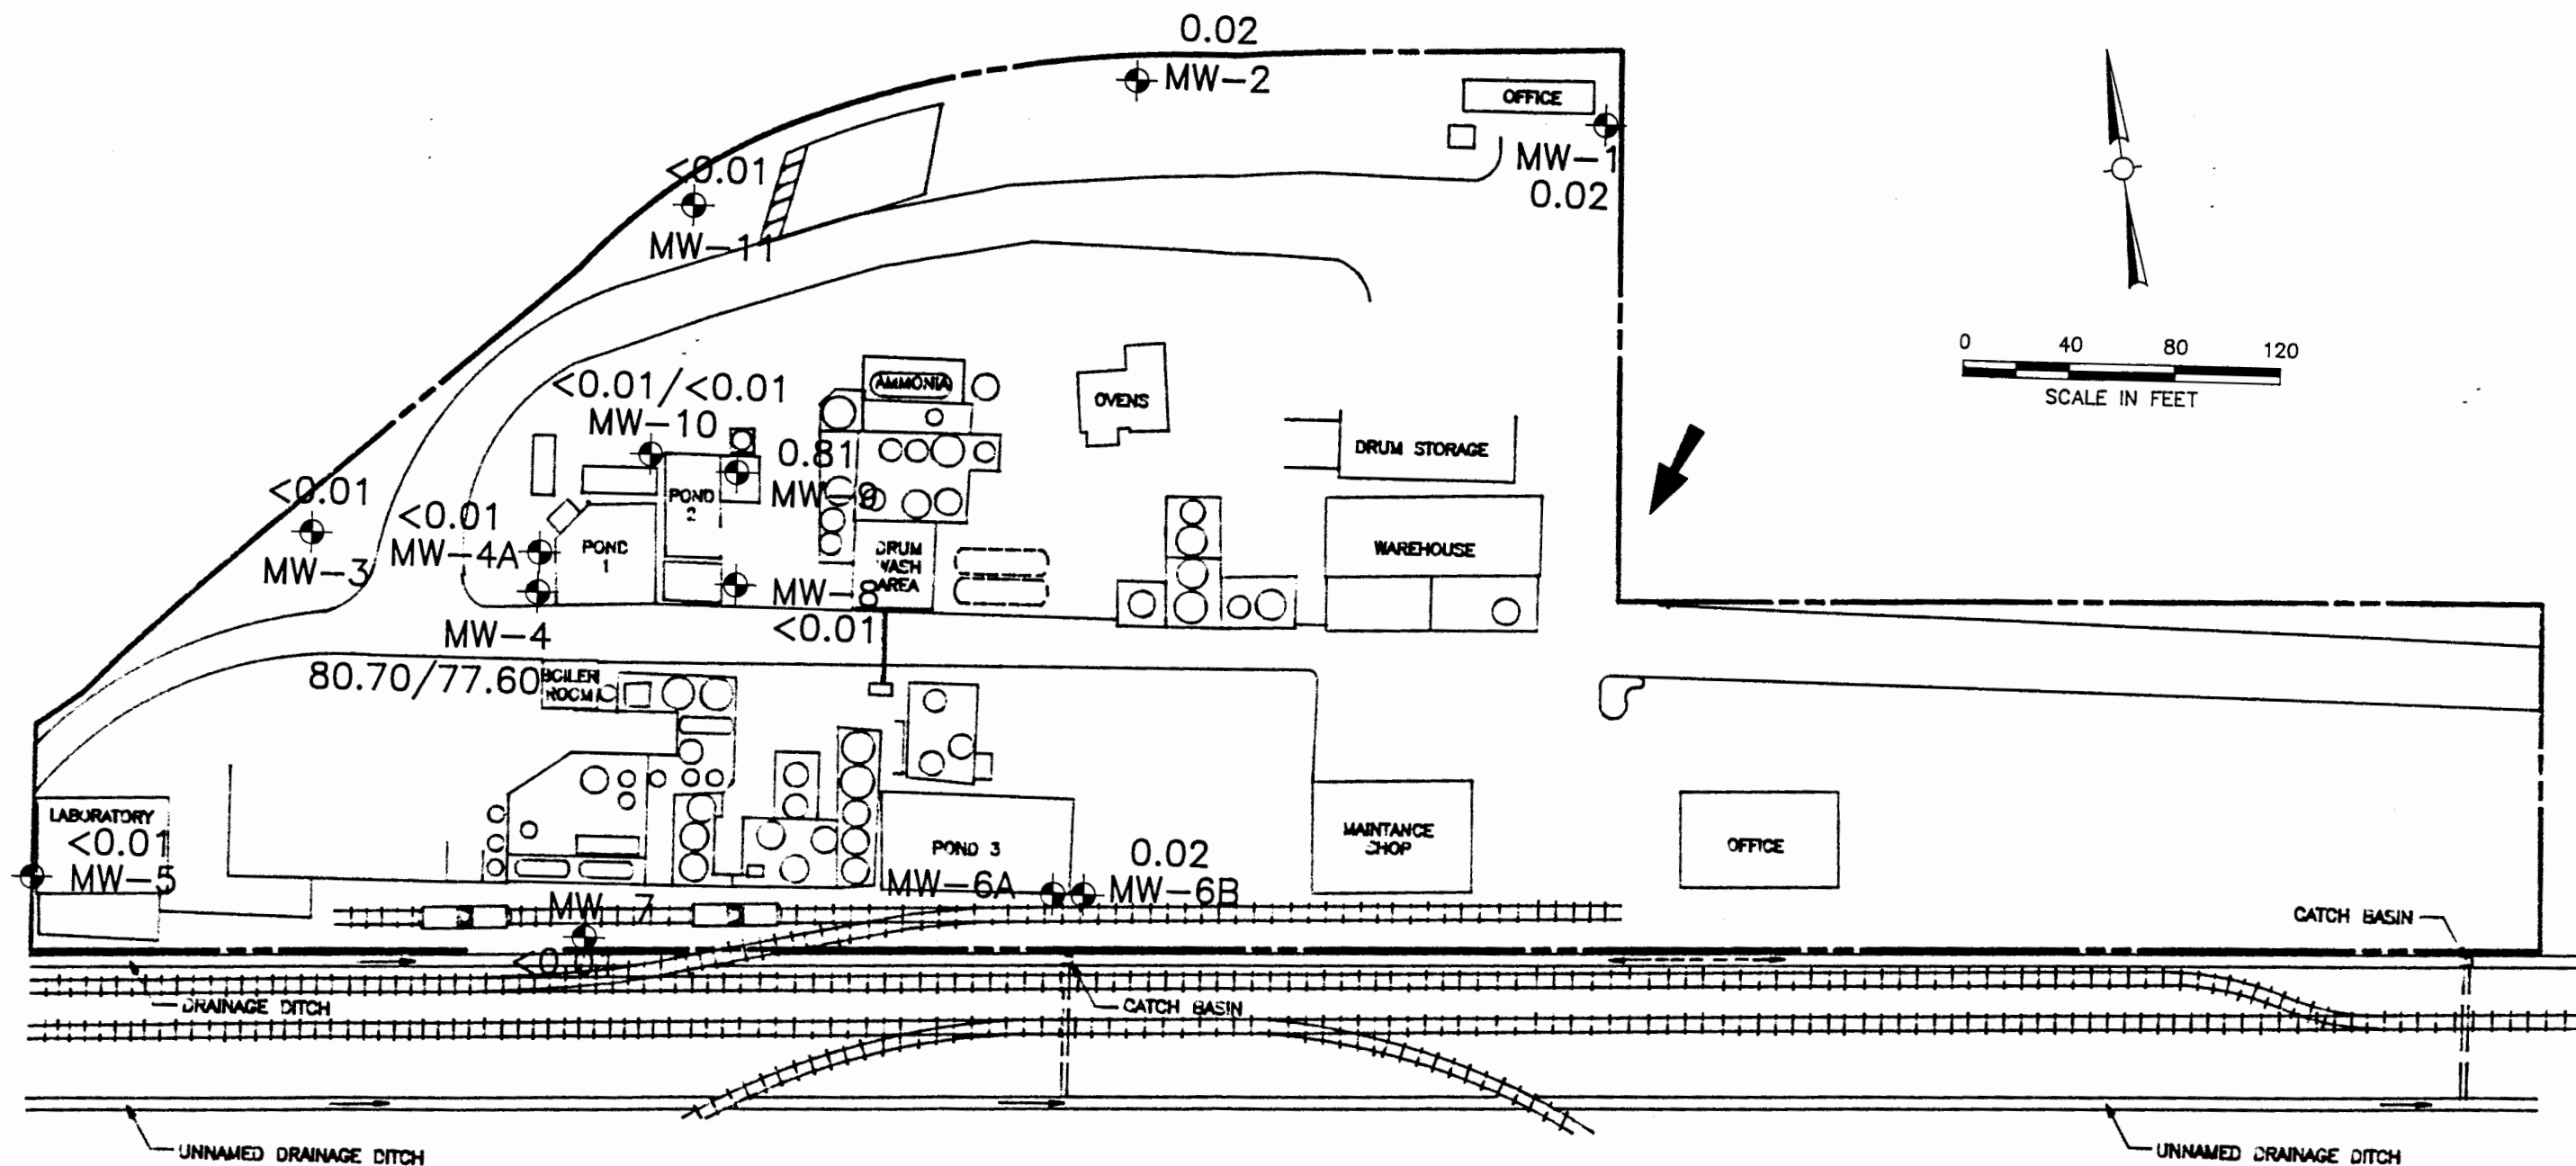 0.02
MW-2
OFFICE
MW-1
0.02
<0.01
MW-11
0 40 80 120
SCALE IN FEET
<0.01/<0.01
MW-10
AMMONIA
OVENS
0.81
MW-9
DRUM STORAGE
POND
2
<0.01
MW-3
<0.01
MW-4A
POND
1
DRUM
WASH
AREA
WAREHOUSE
MW-8
<0.01
MW-4
80.70/77.60
BOILER
ROOM
LABORATORY
<0.01
MW-5
POND 3
MW-6A
0.02
MW-6B
MAINTANCE
SHOP
OFFICE
MW-7
<0.01
CATCH BASIN
DRAINAGE DITCH
CATCH BASIN
UNNAMED DRAINAGE DITCH
UNNAMED DRAINAGE DITCH